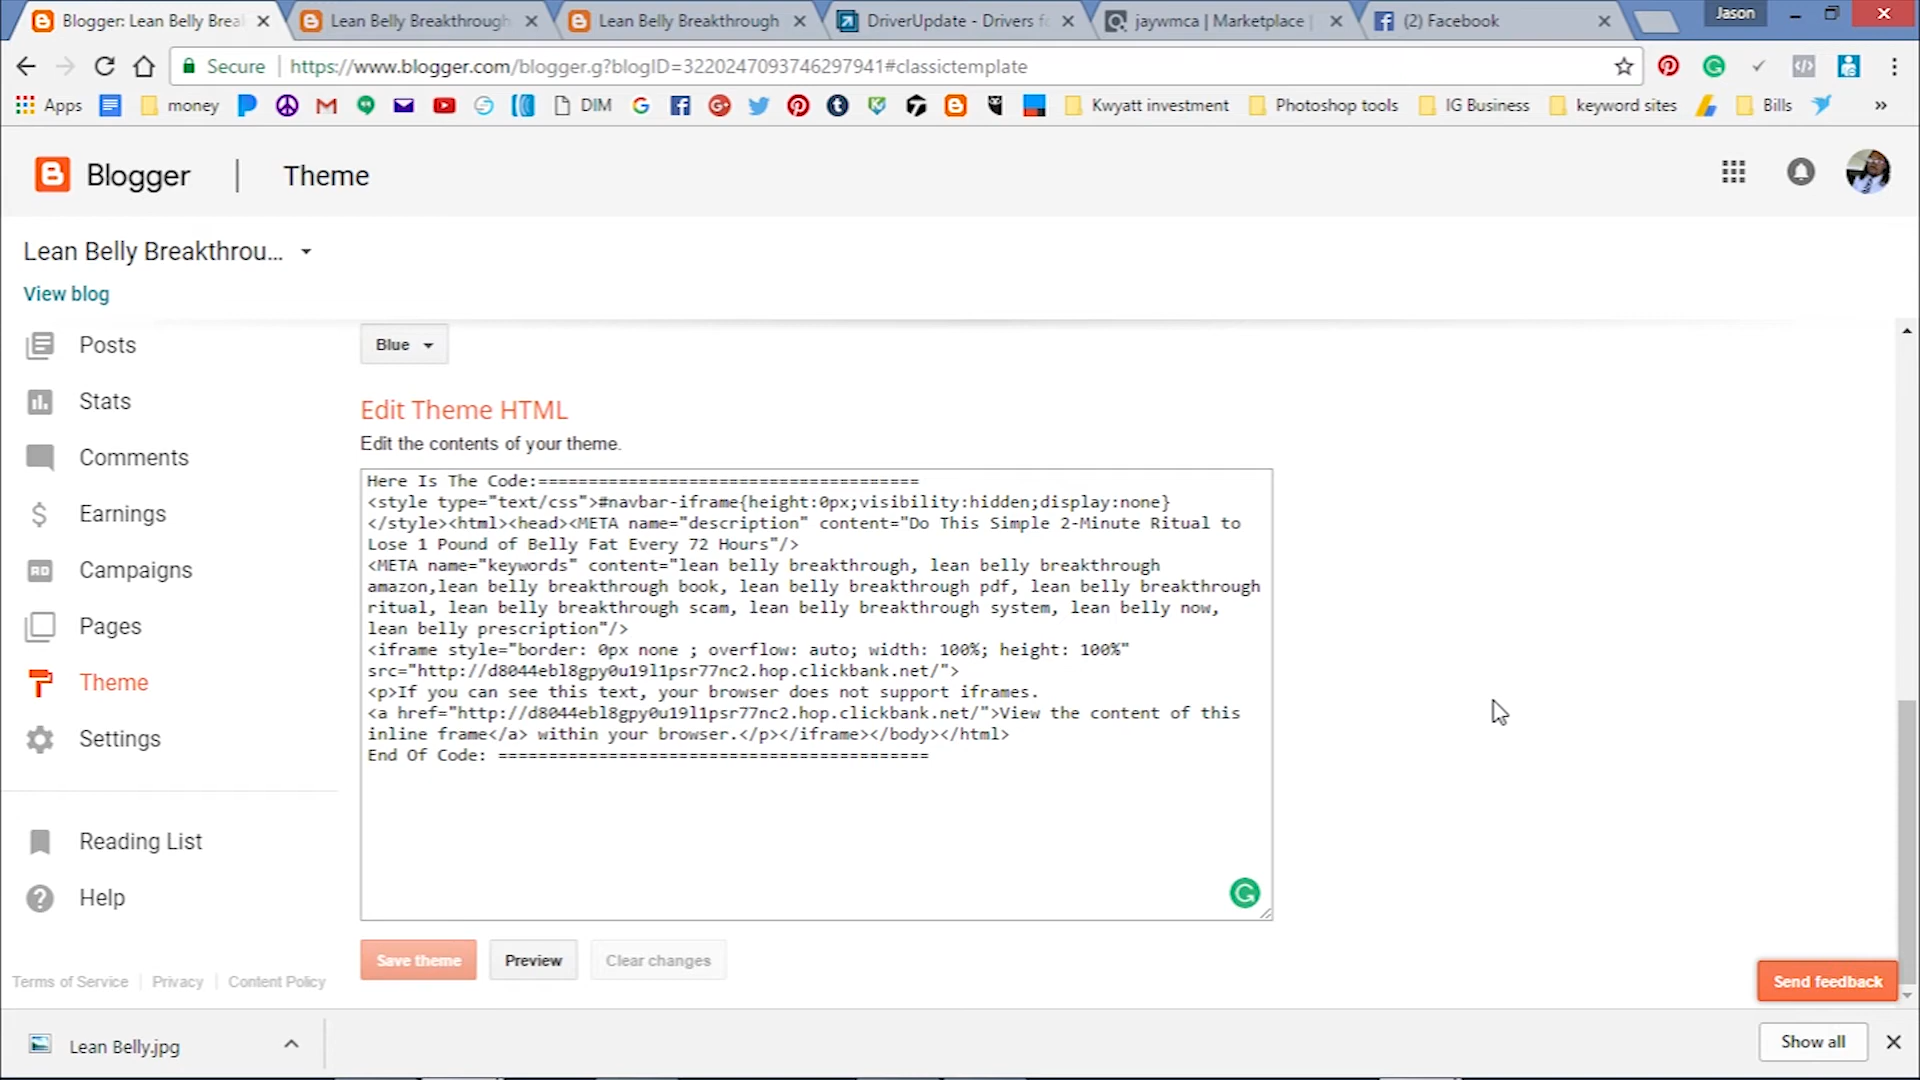 Blogger: Lean Belly Brea
Lean Belly Breakthrough
Lean Belly Breakthrough
DriverUpdate - Drivers fo
jaywmca | Marketplace |
(2) Facebook
Jason
Secure
https://www.blogger.com/blogger.g?blogID=3220247093746297941#classictemplate
Apps
money
DIM
Kwyatt investment
Photoshop tools
IG Business
keyword sites
Bills
»
Blogger | Theme
Lean Belly Breakthrou...
View blog
Posts
Stats
Comments
Earnings
Campaigns
Pages
Theme
Settings
Reading List
Help
Terms of Service | Privacy | Content Policy
Blue
Edit Theme HTML
Edit the contents of your theme.
Here Is The Code:======================================
<style type="text/css">#navbar-iframe{height:0px;visibility:hidden;display:none}
</style><html><head><META name="description" content="Do This Simple 2-Minute Ritual to
Lose 1 Pound of Belly Fat Every 72 Hours"/>
<META name="keywords" content="lean belly breakthrough, lean belly breakthrough
amazon,lean belly breakthrough book, lean belly breakthrough pdf, lean belly breakthrough
ritual, lean belly breakthrough scam, lean belly breakthrough system, lean belly now,
lean belly prescription"/>
<iframe style="border: 0px none ; overflow: auto; width: 100%; height: 100%"
src="http://d8044ebl8gpy0u19l1psr77nc2.hop.clickbank.net/">
<p>If you can see this text, your browser does not support iframes.
<a href="http://d8044ebl8gpy0u19l1psr77nc2.hop.clickbank.net/">View the content of this
inline frame</a> within your browser.</p></iframe></body></html>
End Of Code: ===========================================
Save theme
Preview
Clear changes
Send feedback
Lean Belly.jpg
Show all